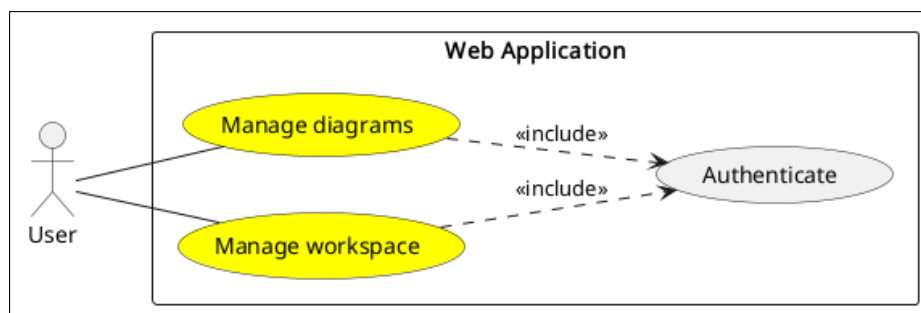 Web Application
Manage diagrams
«include»
Authenticate
«include»
Manage workspace
User